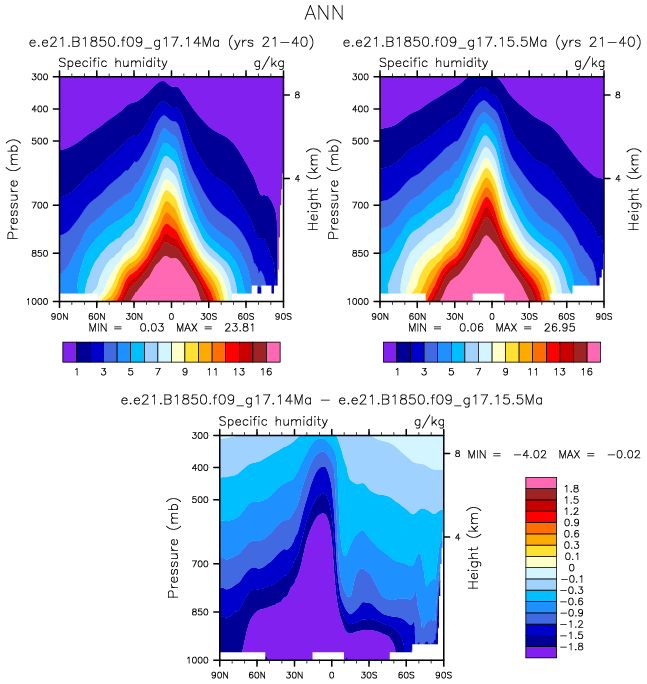 ANN
e.e21.B1850.f09_g17.14Ma (yrs 21−40)
e.e21.B1850.f09_g17.15.5Ma (yrs 21−40)
Specific humidity g/kg
Specific humidity g/kg
300
400
500
700
850
1000
Pressure (mb)
8
4
Height (km)
90N 60N 30N 0 30S 60S 90S
MIN = 0.03 MAX = 23.81
1 3 5 7 9 11 13 16
300
400
500
700
850
1000
Pressure (mb)
8
4
Height (km)
90N 60N 30N 0 30S 60S 90S
MIN = 0.06 MAX = 26.95
1 3 5 7 9 11 13 16
e.e21.B1850.f09_g17.14Ma − e.e21.B1850.f09_g17.15.5Ma
Specific humidity g/kg
300
400
500
700
850
1000
Pressure (mb)
8
4
Height (km)
90N 60N 30N 0 30S 60S 90S
MIN = −4.02 MAX = −0.02
1.8
1.5
1.2
0.9
0.6
0.3
0.1
0
−0.1
−0.3
−0.6
−0.9
−1.2
−1.5
−1.8